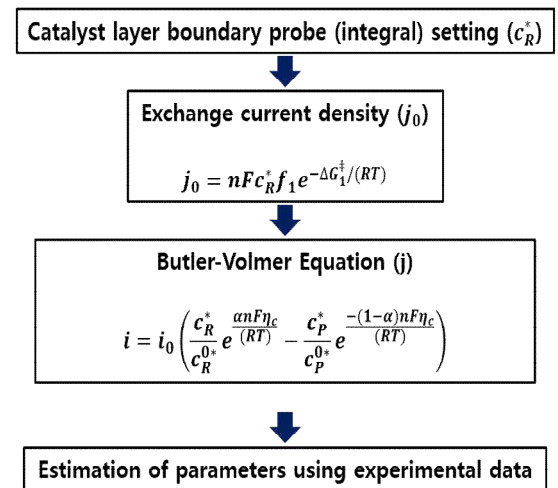 Catalyst layer boundary probe (integral) setting (c*_R)
Exchange current density (j_0)
j_0 = nFc*_R f_1 e^{-ΔG‡_1/(RT)}
Butler-Volmer Equation (j)
i = i_0 ( c*_R / c^{0*}_R e^{αnFη_c/(RT)} - c*_P / c^{0*}_P e^{-(1-α)nFη_c/(RT)} )
Estimation of parameters using experimental data